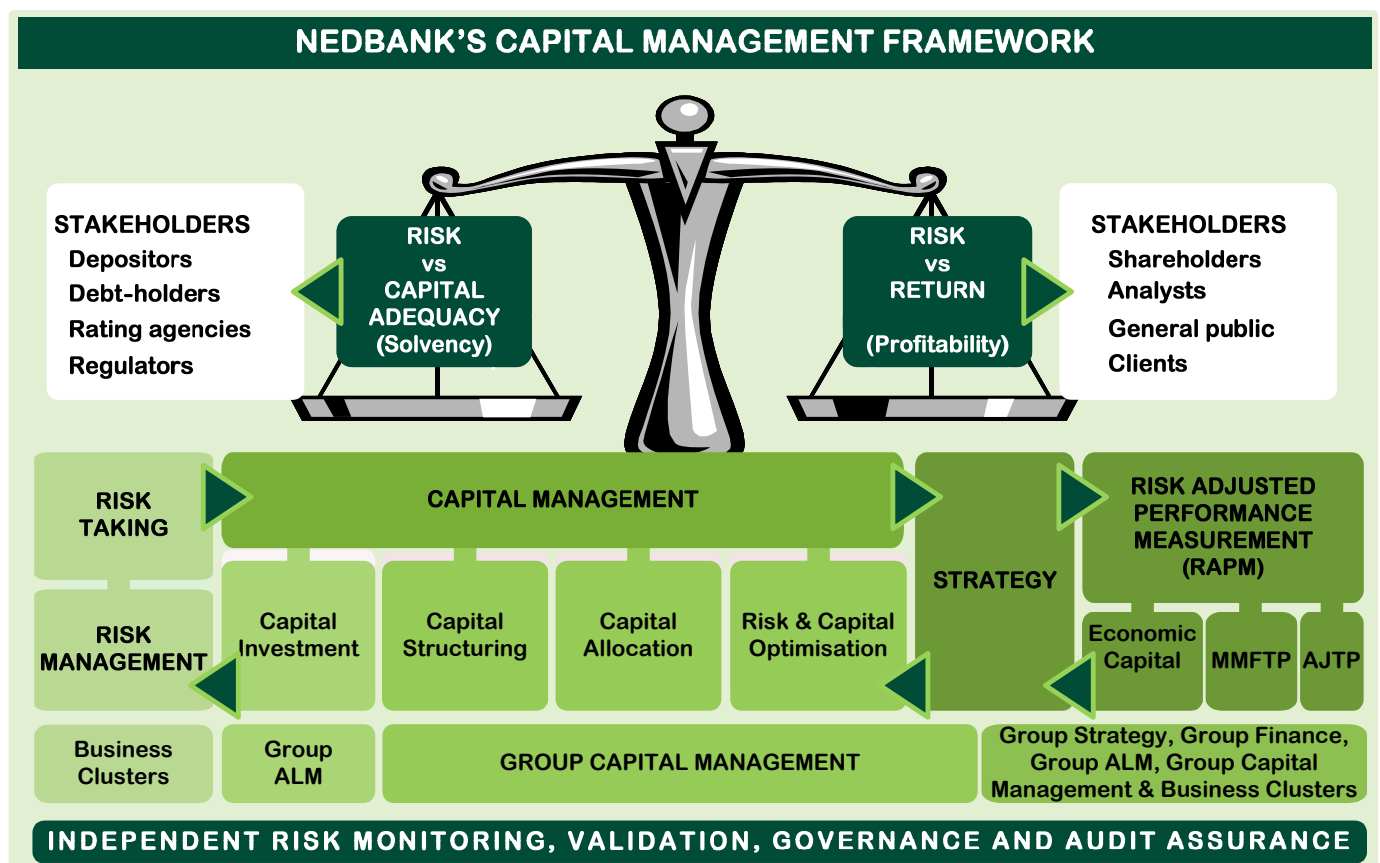 NEDBANK'S CAPITAL MANAGEMENT FRAMEWORK
STAKEHOLDERS
Depositors
Debt-holders
Rating agencies
Regulators
RISK
vs
CAPITAL
ADEQUACY
(Solvency)
RISK
vs
RETURN
(Profitability)
STAKEHOLDERS
Shareholders
Analysts
General public
Clients
RISK
TAKING
CAPITAL MANAGEMENT
STRATEGY
RISK ADJUSTED
PERFORMANCE
MEASUREMENT
(RAPM)
RISK
MANAGEMENT
Capital
Investment
Capital
Structuring
Capital
Allocation
Risk & Capital
Optimisation
Economic
Capital
MMFTP
AJTP
Business
Clusters
Group
ALM
GROUP CAPITAL MANAGEMENT
Group Strategy, Group Finance,
Group ALM, Group Capital
Management & Business Clusters
INDEPENDENT RISK MONITORING, VALIDATION, GOVERNANCE AND AUDIT ASSURANCE